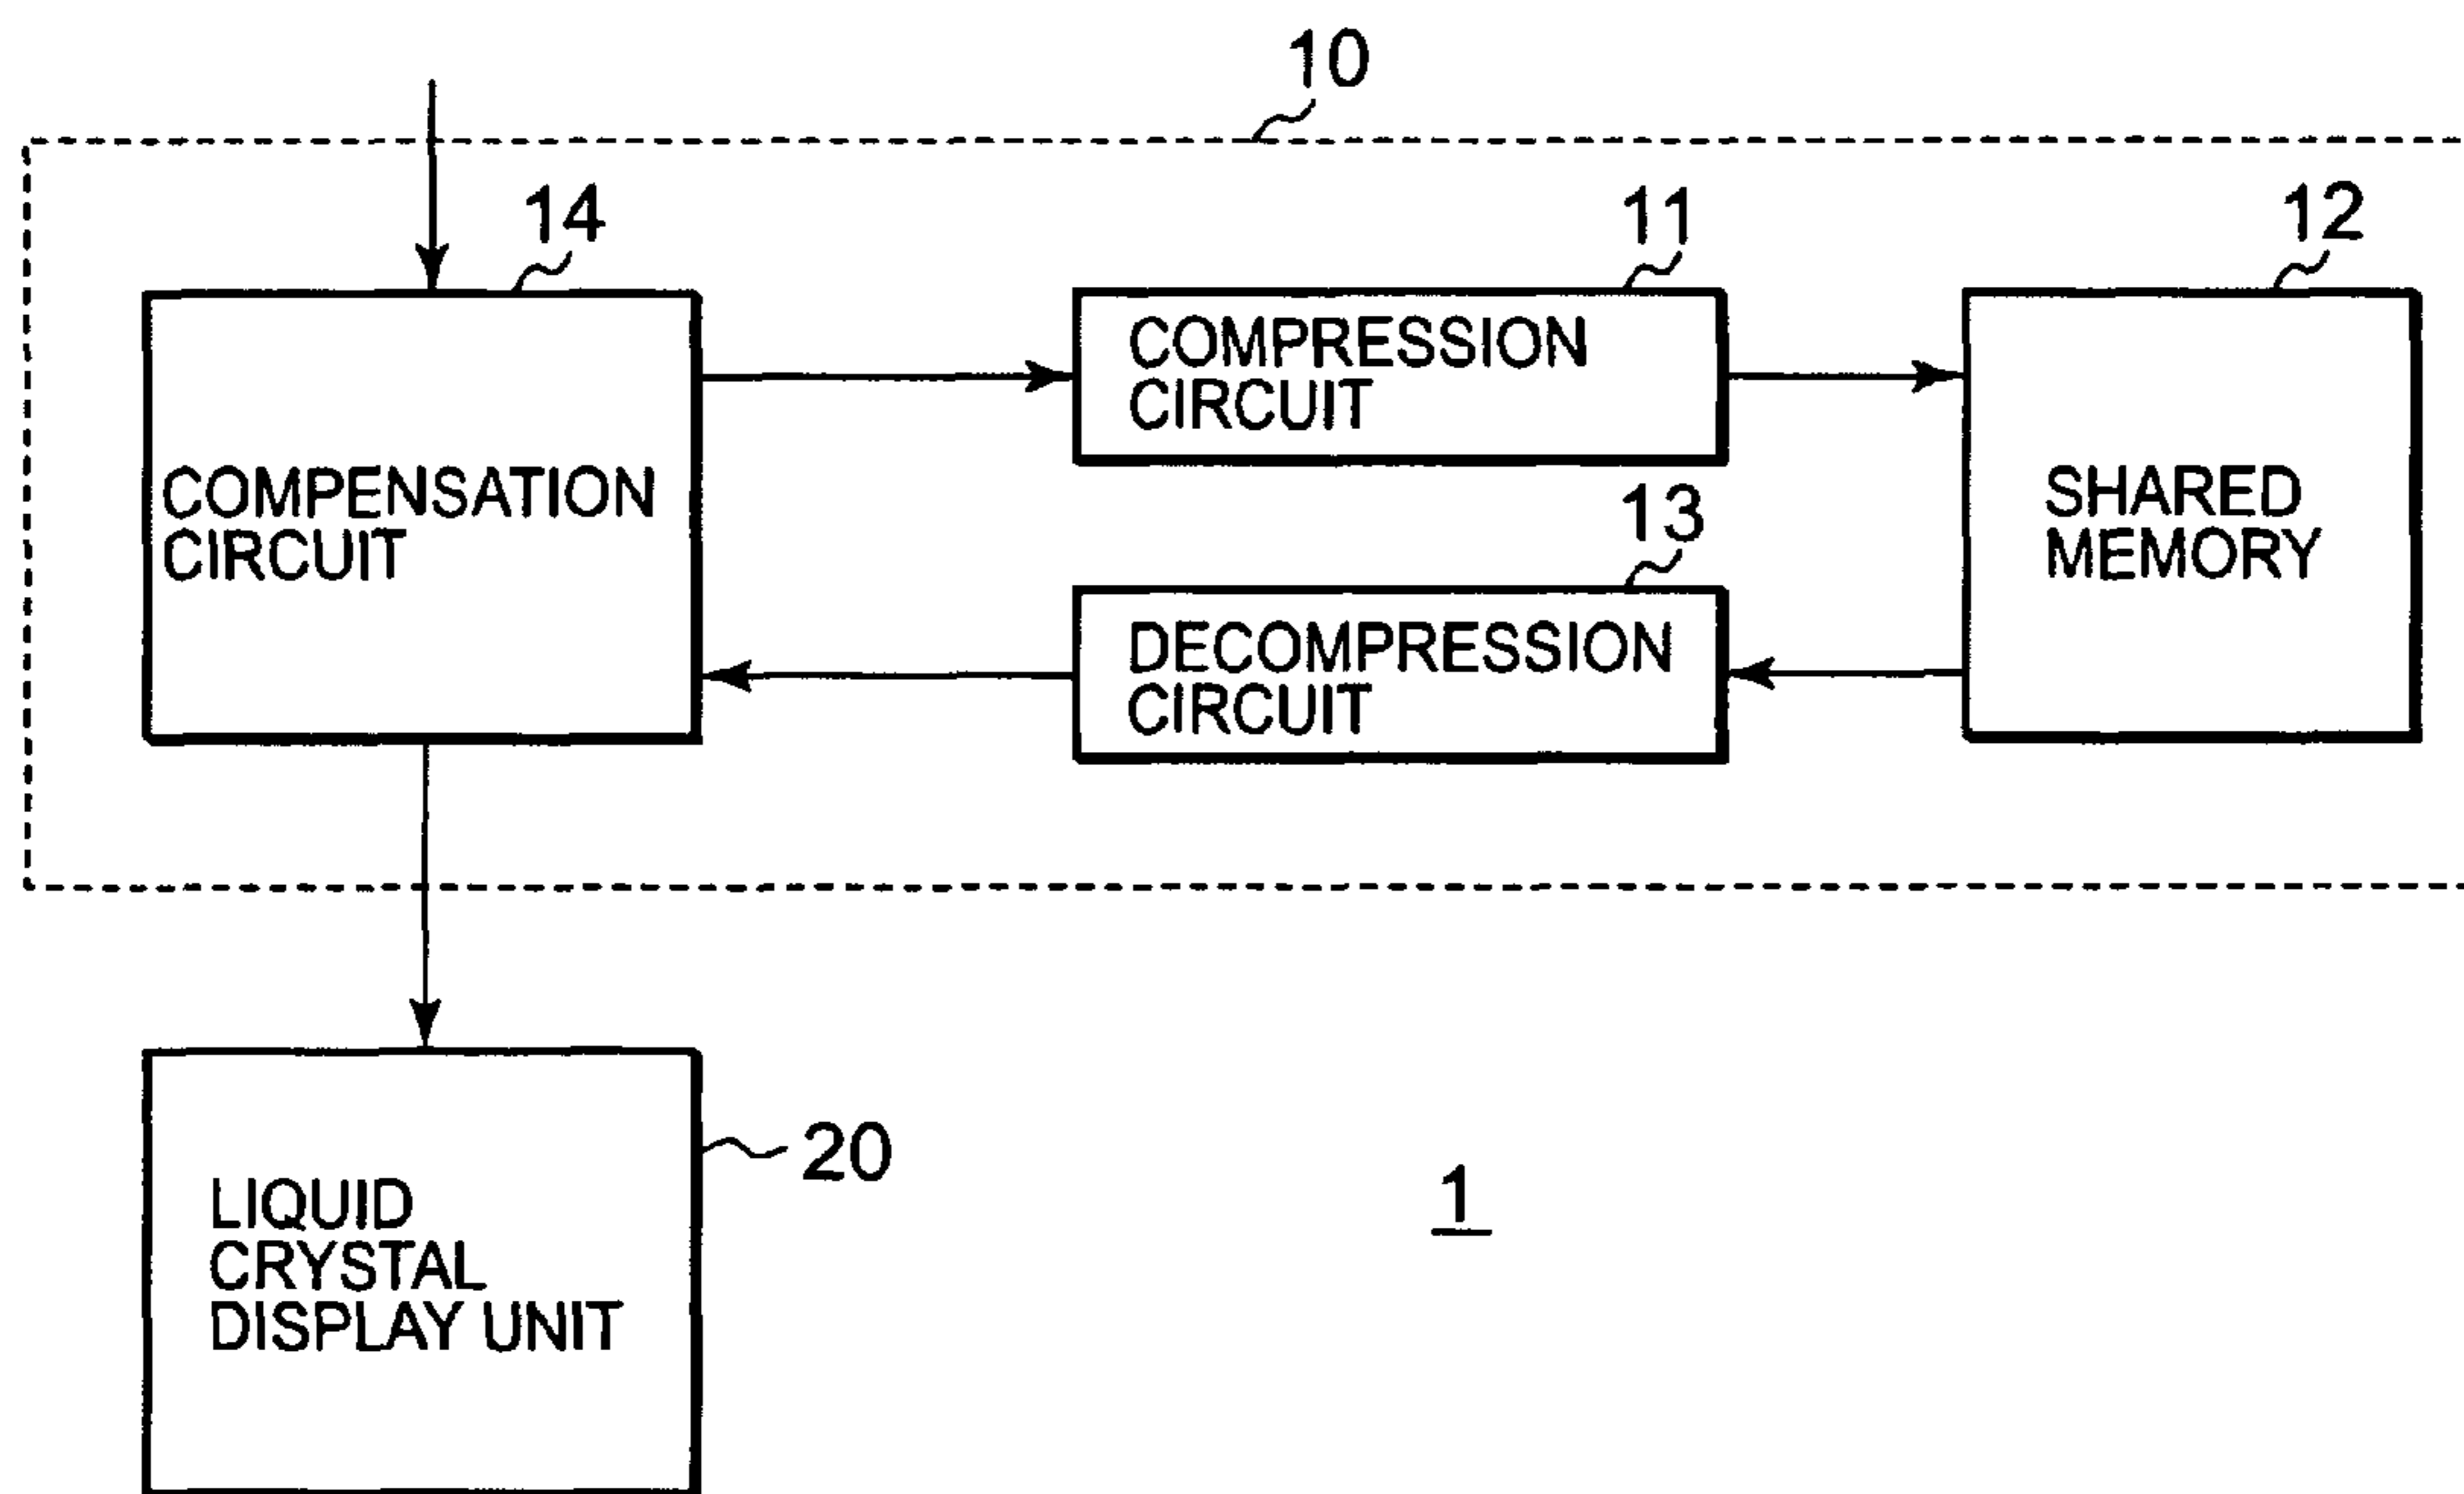 10
14
11
12
COMPRESSION
CIRCUIT
COMPENSATION
CIRCUIT
SHARED
MEMORY
13
DECOMPRESSION
CIRCUIT
20
LIQUID
CRYSTAL
DISPLAY UNIT
1